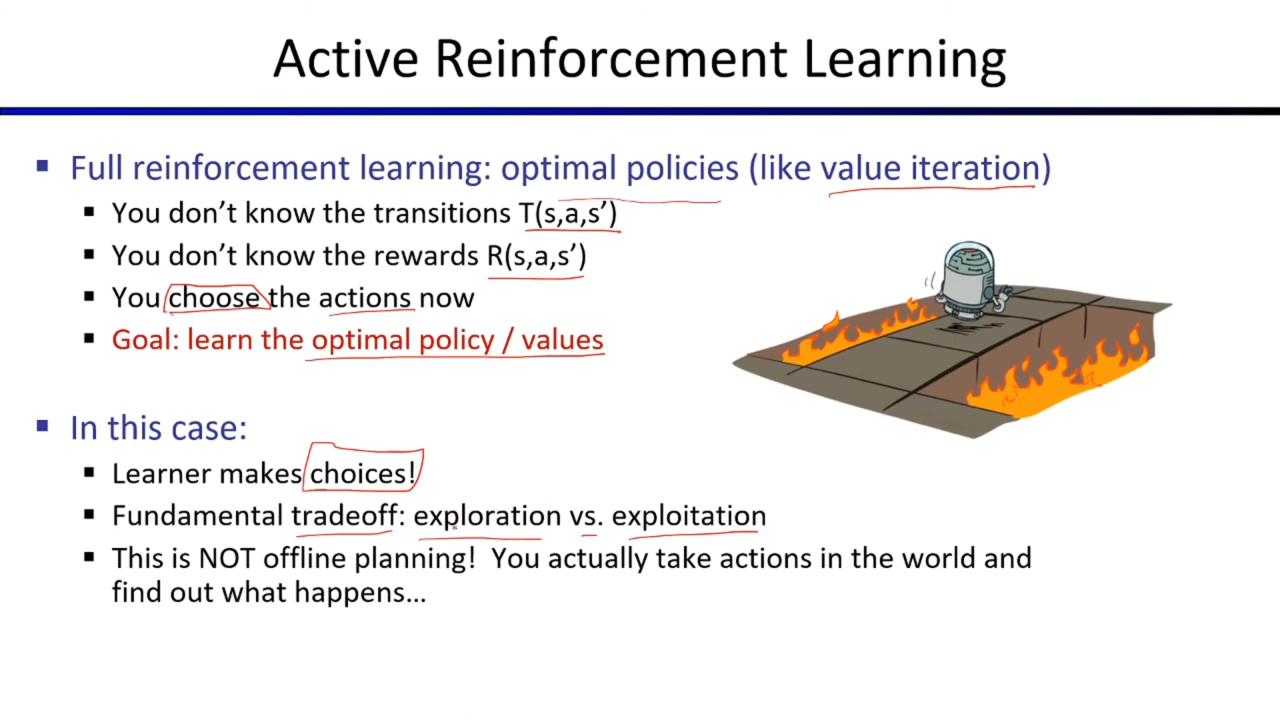 Active Reinforcement Learning
▪ Full reinforcement learning: optimal policies (like value iteration)
▪ You don’t know the transitions T(s,a,s’)
▪ You don’t know the rewards R(s,a,s’)
▪ You choose the actions now
▪ Goal: learn the optimal policy / values
▪ In this case:
▪ Learner makes choices!
▪ Fundamental tradeoff: exploration vs. exploitation
▪ This is NOT offline planning!  You actually take actions in the world and
find out what happens…